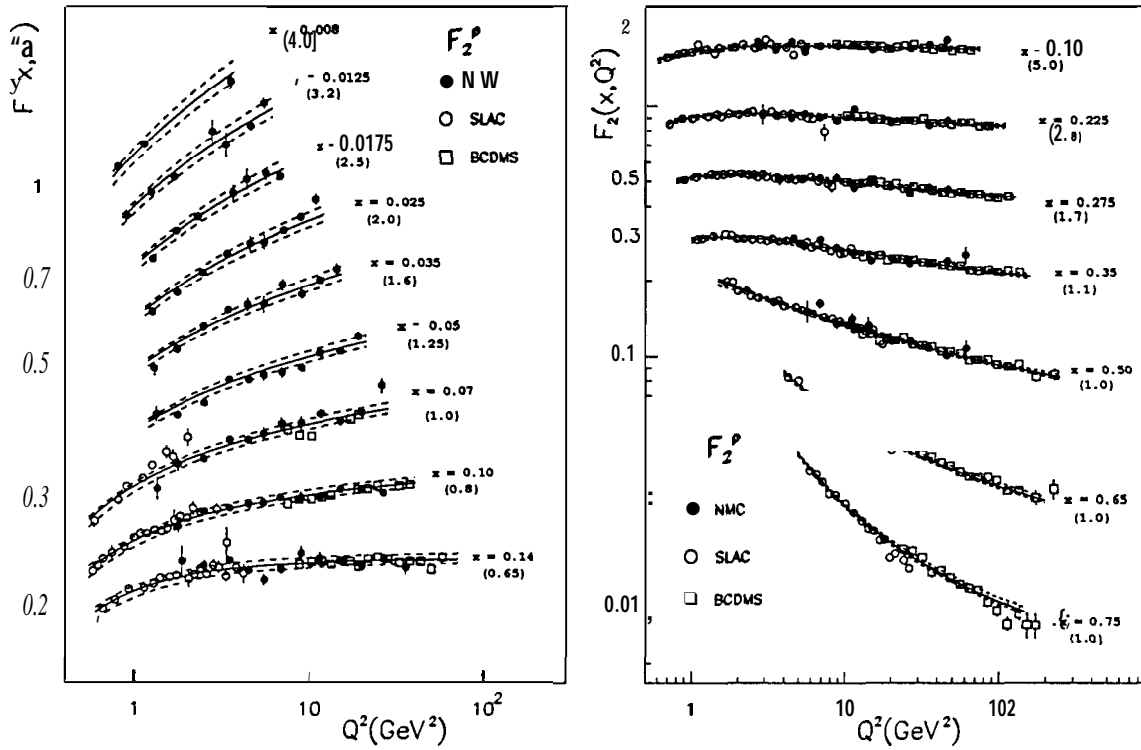 x 0.008
(4.0]
F₂ᵖ
● N W
○ SLAC
□ BCDMS
, - 0.0125
(3.2)
x - 0.0175
(2.5)
x = 0.025
(2.0)
x = 0.035
(1.6)
x - 0.05
(1.25)
x = 0.07
(1.0)
x = 0.10
(0.8)
x = 0.14
(0.65)
1
0.7
0.5
0.3
0.2
1
10
10²
Q²(GeV²)
F₂(x,Q²)
2
1
0.5
0.3
0.1
0.01
x - 0.10
(5.0)
x = 0.225
(2.8)
x = 0.275
(1.7)
x = 0.35
(1.1)
x = 0.50
(1.0)
x = 0.65
(1.0)
= 0.75
(1.0)
F₂ᵖ
● NMC
○ SLAC
□ BCDMS
1
10
102
Q²(GeV²)